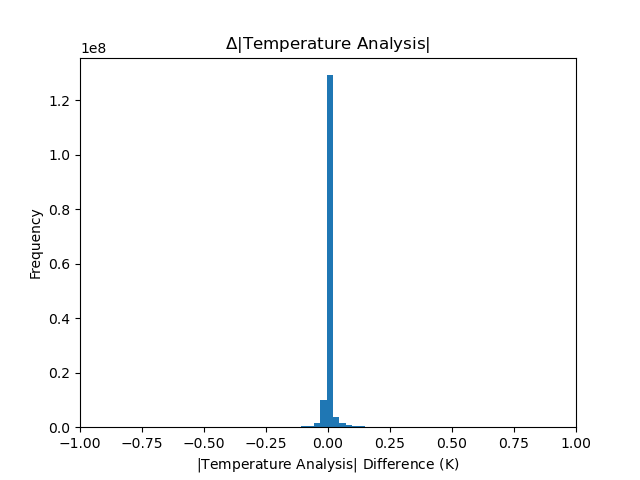 Δ|Temperature Analysis|
1e8
1.2
1.0
0.8
0.6
0.4
0.2
0.0
Frequency
−1.00 −0.75 −0.50 −0.25 0.00 0.25 0.50 0.75 1.00
|Temperature Analysis| Difference (K)